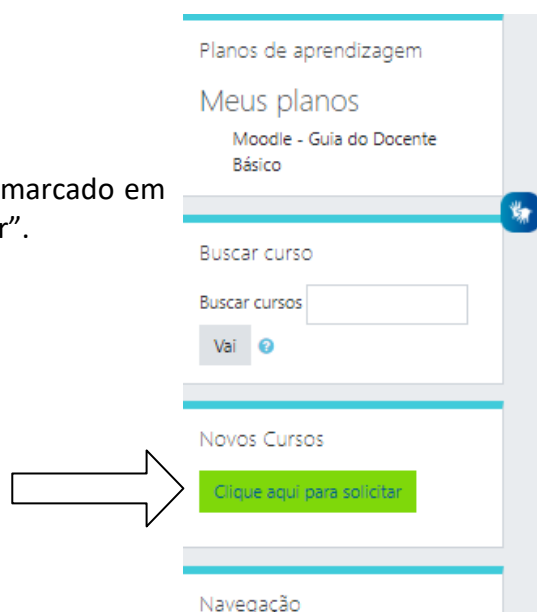 Planos de aprendizagem
Meus planos
Moodle - Guia do Docente
Básico
marcado em
r”.
Buscar curso
Buscar cursos
Vai
Novos Cursos
Clique aqui para solicitar
Navegação